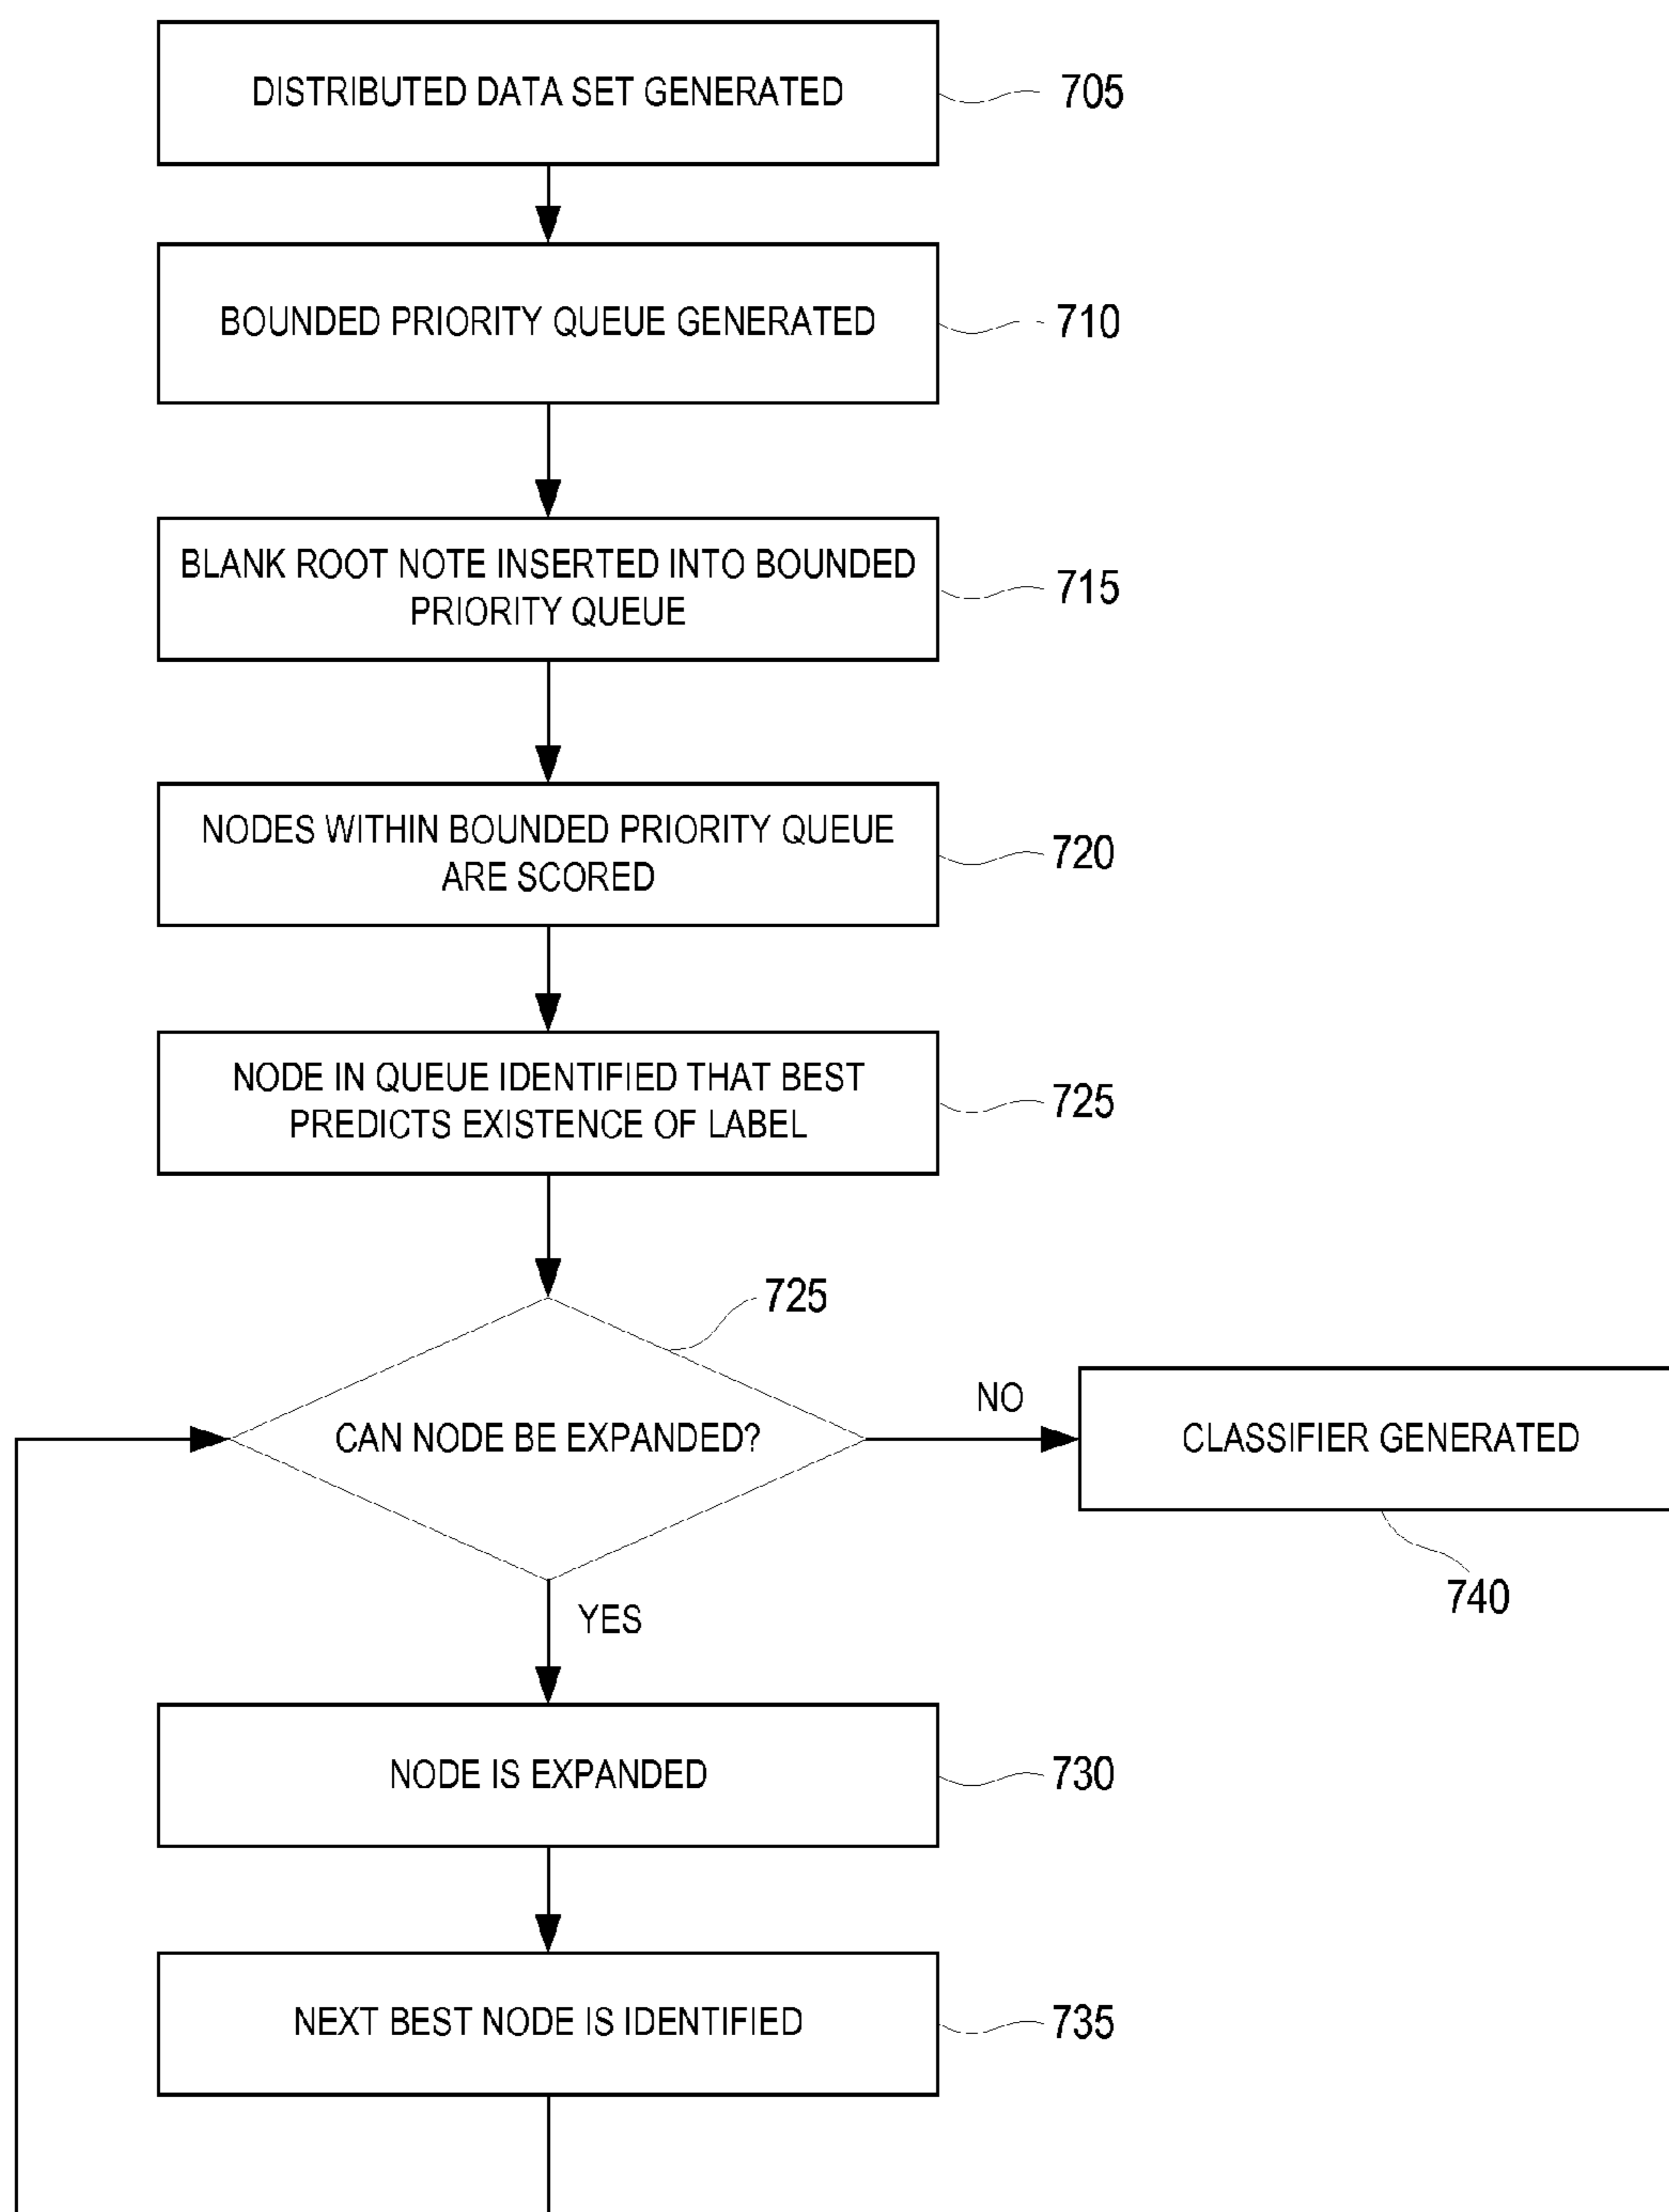 DISTRIBUTED DATA SET GENERATED
705
BOUNDED PRIORITY QUEUE GENERATED
710
BLANK ROOT NOTE INSERTED INTO BOUNDED
PRIORITY QUEUE
715
NODES WITHIN BOUNDED PRIORITY QUEUE
ARE SCORED
720
NODE IN QUEUE IDENTIFIED THAT BEST
PREDICTS EXISTENCE OF LABEL
725
725
CAN NODE BE EXPANDED?
NO
CLASSIFIER GENERATED
740
YES
NODE IS EXPANDED
730
NEXT BEST NODE IS IDENTIFIED
735